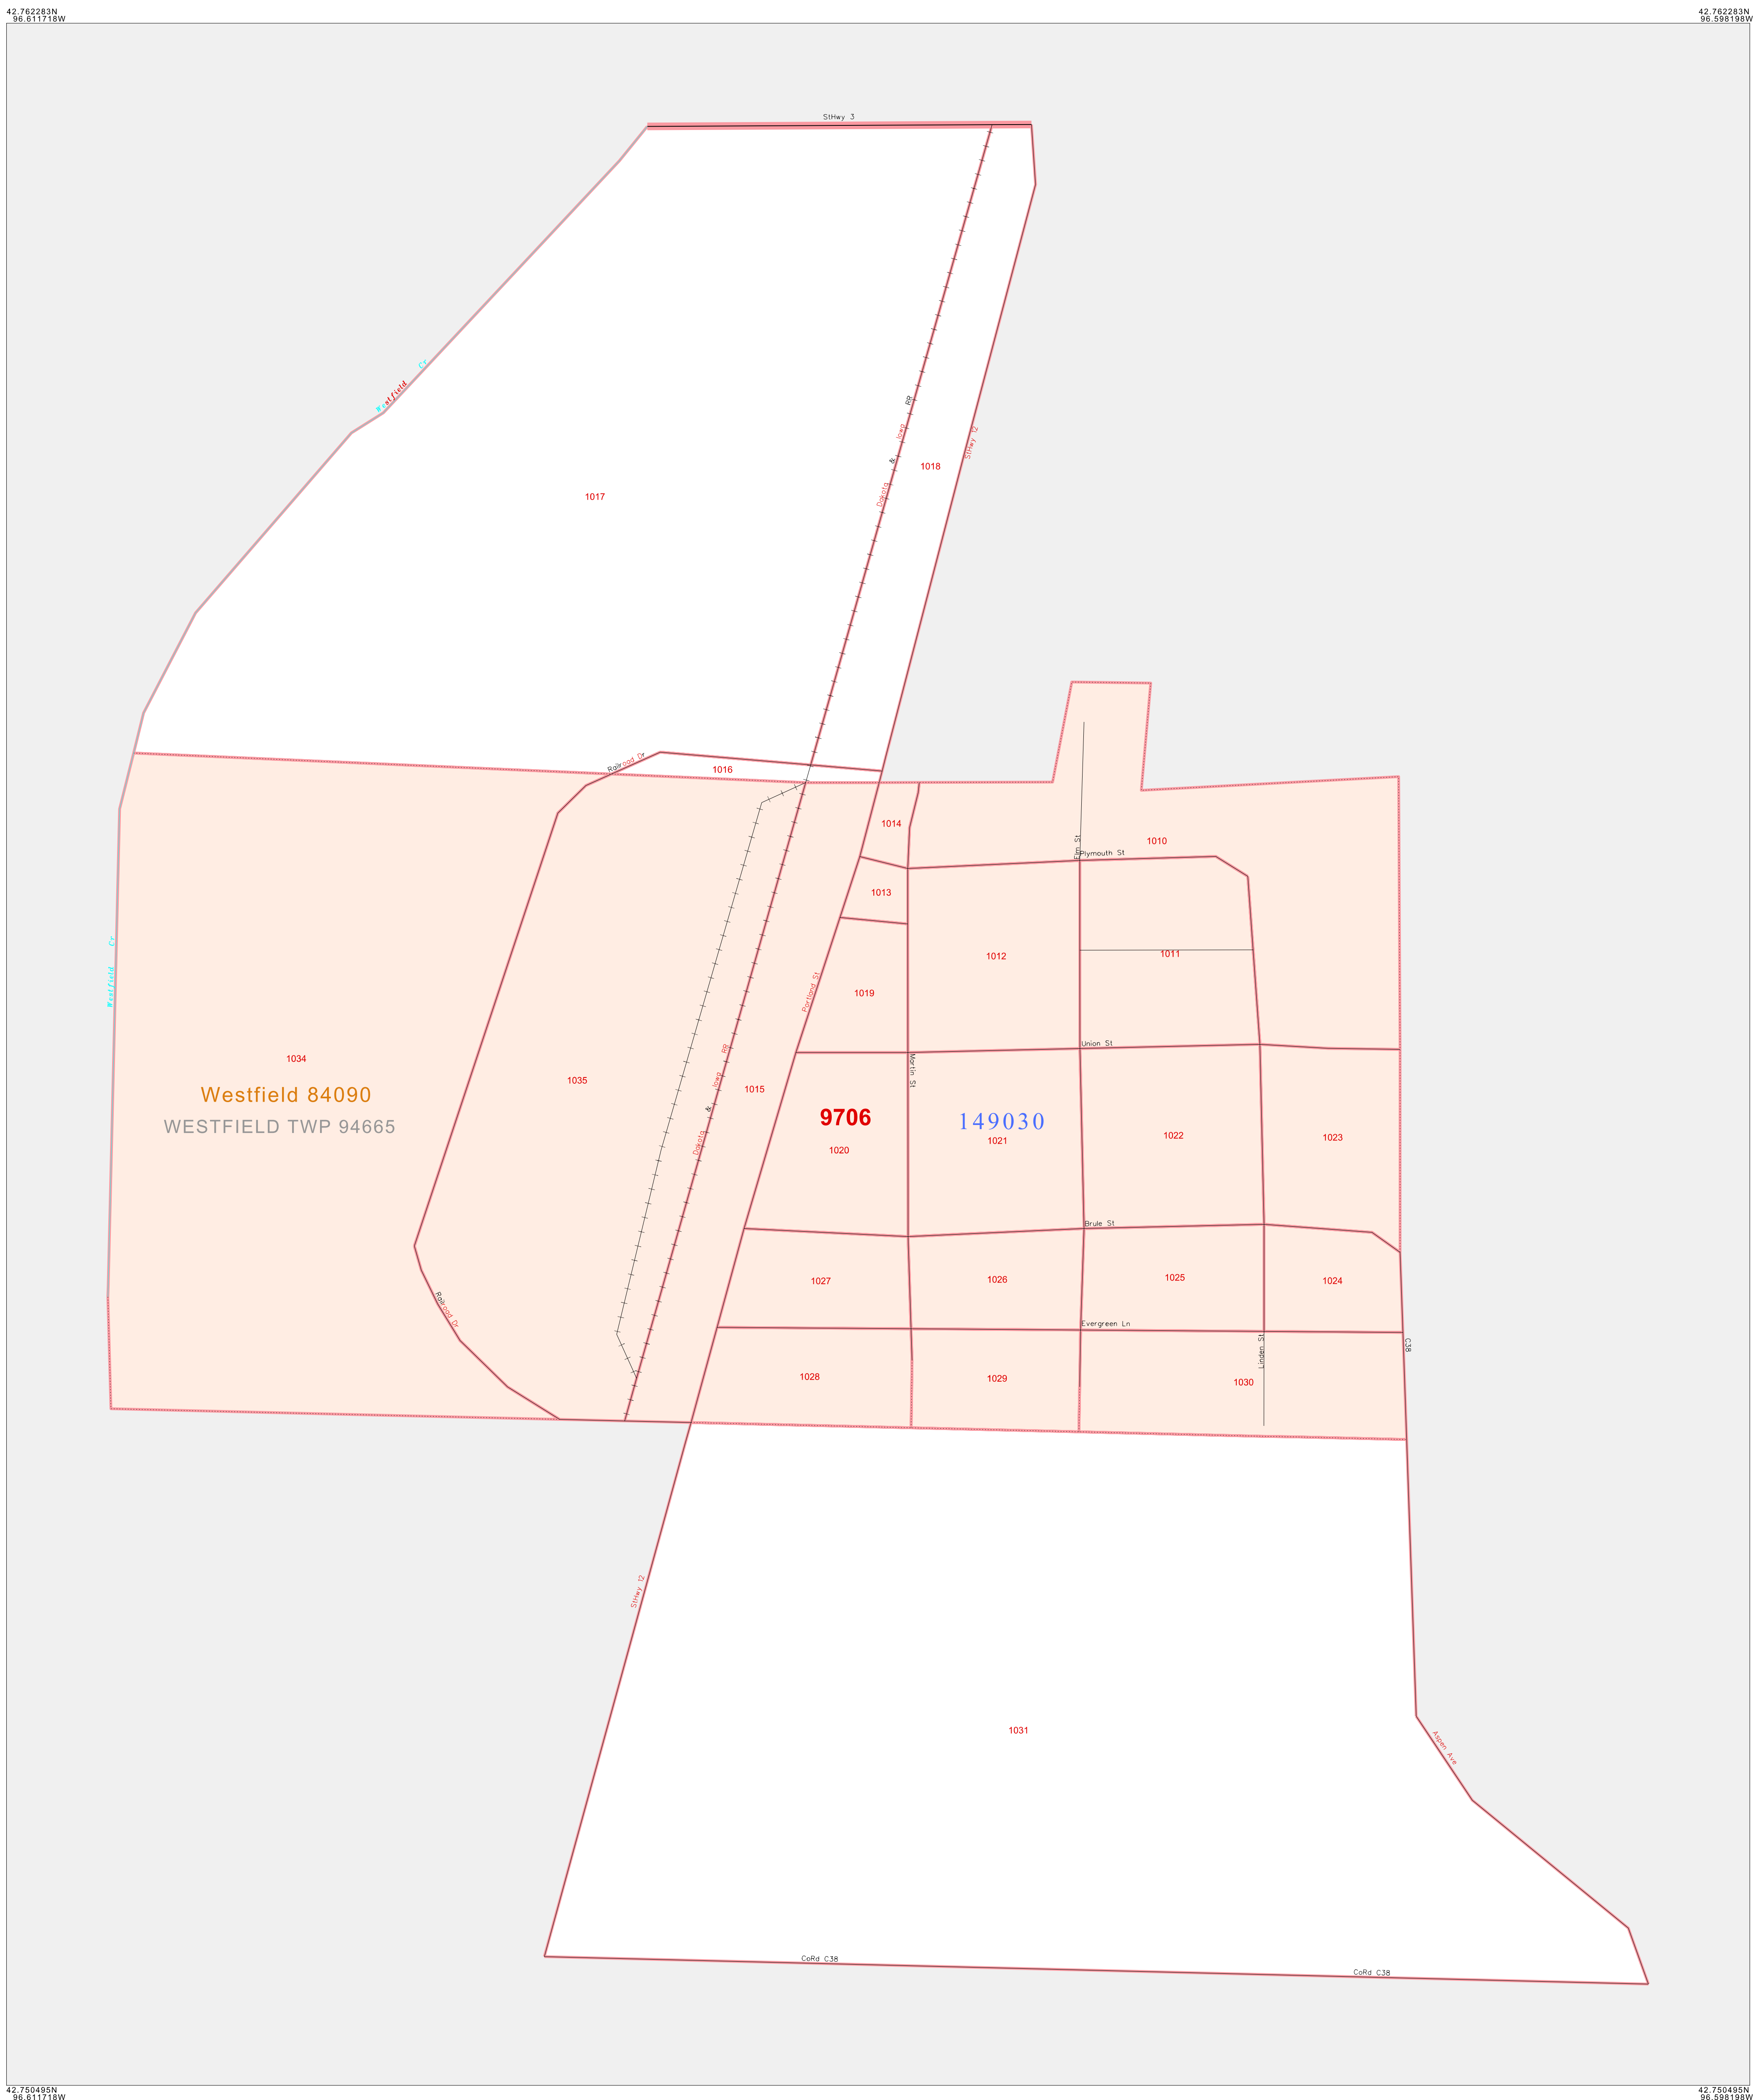 42.762283N
96.611718W
42.762283N
96.598198W
StHwy 3
Westfield Cr
Dakota & Iowa RR
StHwy 12
1018
1017
Railroad Dr
1016
1014
1010
Elm St
Plymouth St
1013
1012
1011
Westfield Cr
Portland St
1019
Union St
1034
Martin St
1035
Dakota & Iowa RR
1015
Westfield 84090
9706
149030
WESTFIELD TWP 94665
1020
1021
1022
1023
Brule St
1027
1026
1025
1024
Railroad Dr
Evergreen Ln
Linden St
C38
1028
1029
1030
StHwy 12
1031
Aspen Ave
CoRd C38
CoRd C38
42.750495N
96.611718W
42.750495N
96.598198W